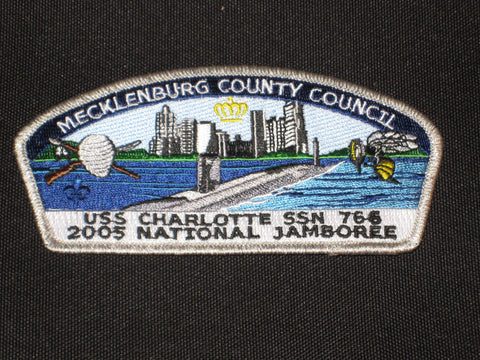 MECKLENBURG COUNTY COUNCIL
USS CHARLOTTE SSN 766
2005 NATIONAL JAMBOREE